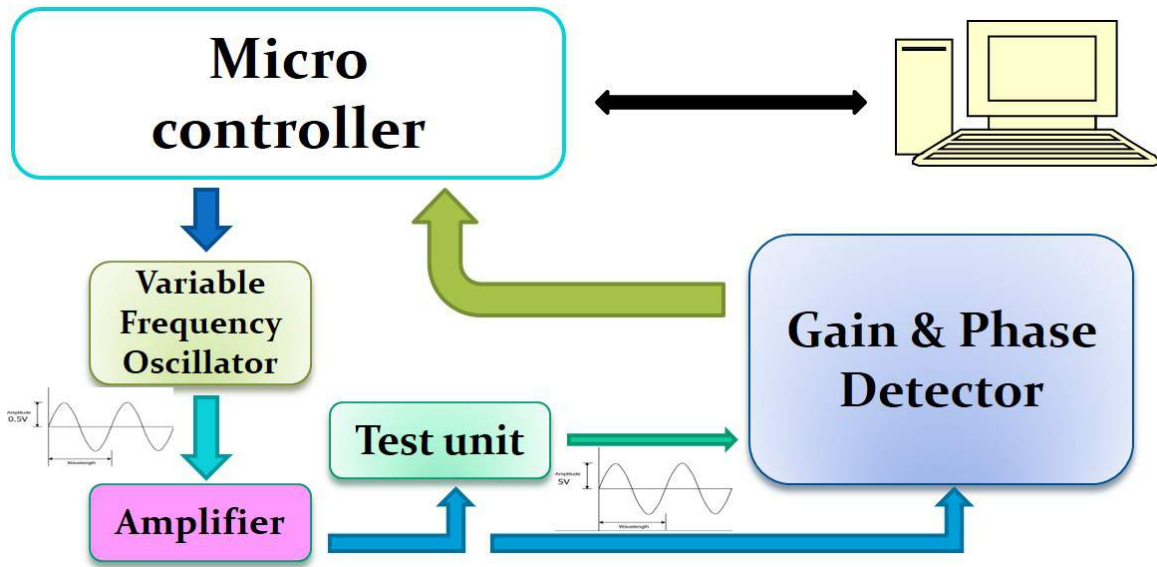 Micro
controller
Variable
Frequency
Oscillator
Gain & Phase
Detector
Amplitude
0.5V
Wavelength
Test unit
Amplitude
5V
Wavelength
Amplifier